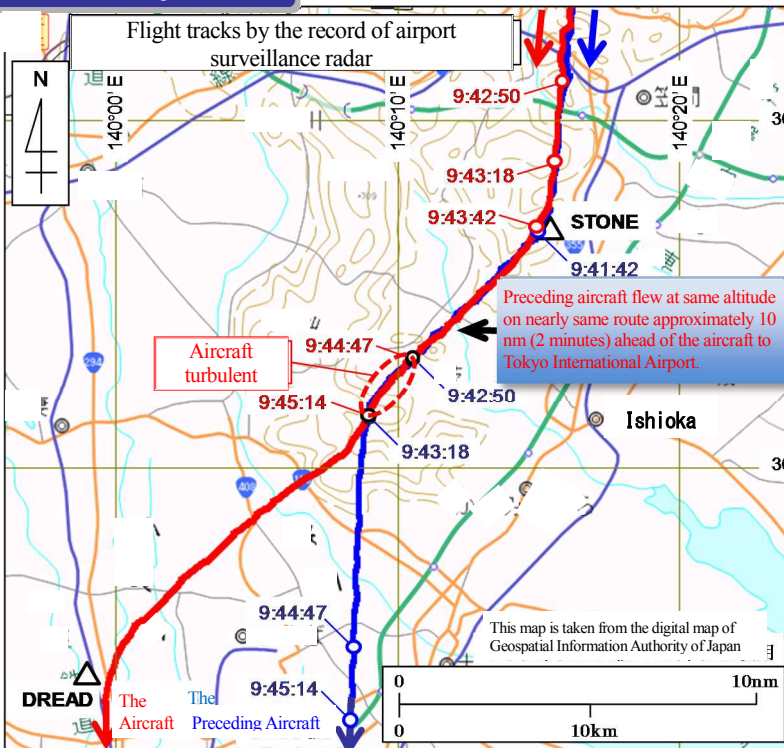 Flight tracks by the record of airport
surveillance radar
N
140°00′ E
140°10′ E
140°20′ E
9:42:50
9:43:18
9:43:42
STONE
9:41:42
Preceding aircraft flew at same altitude
on nearly same route approximately 10
nm (2 minutes) ahead of the aircraft to
Tokyo International Airport.
Aircraft
turbulent
9:44:47
9:42:50
9:45:14
9:43:18
294
Ishioka
408
9:44:47
9:45:14
DREAD
The
Aircraft
The
Preceding Aircraft
道
This map is taken from the digital map of
Geospatial Information Authority of Japan
0
10nm
0
10km